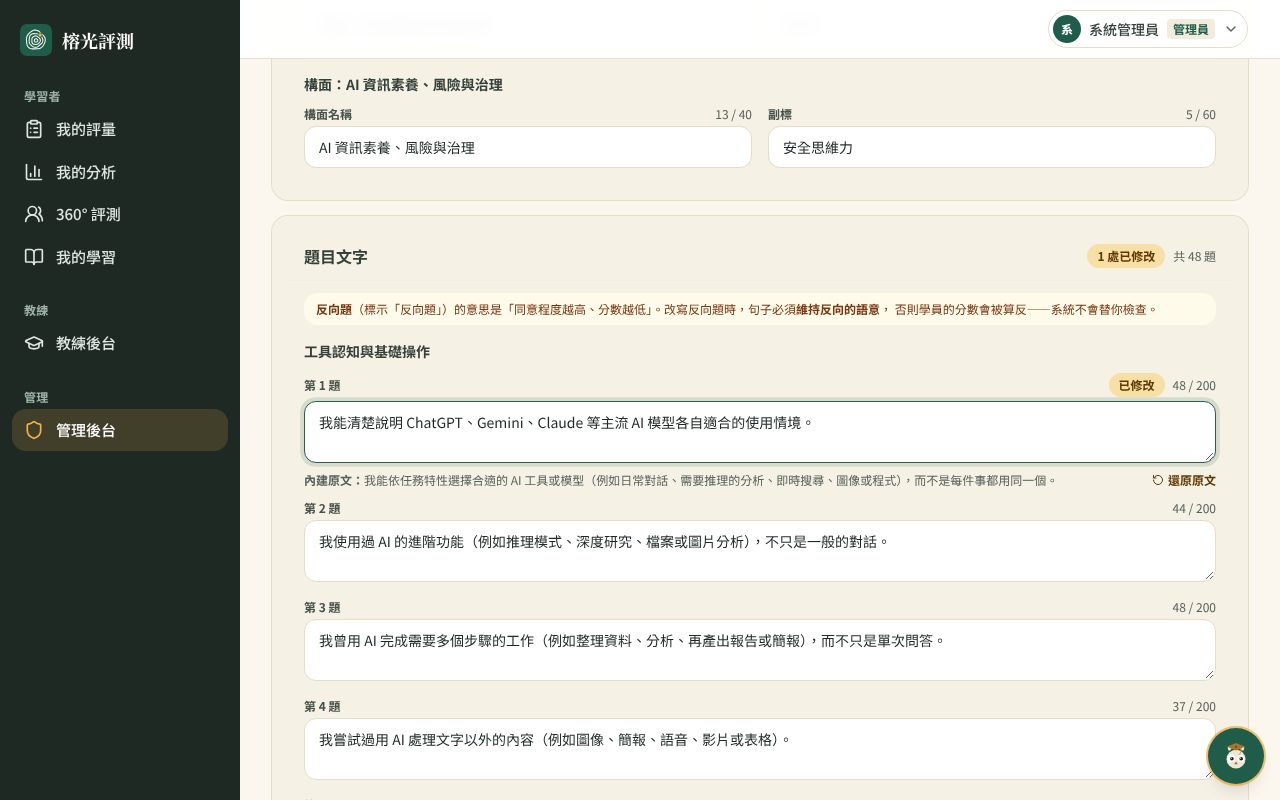 榕光評測
學習者
我的評量
我的分析
360° 評測
我的學習
教練
教練後台
管理
管理後台
系 系統管理員 管理員
構面：AI 資訊素養、風險與治理
構面名稱 13 / 40
AI 資訊素養、風險與治理
副標 5 / 60
安全思維力
題目文字 1 處已修改 共 48 題
反向題（標示「反向題」）的意思是「同意程度越高、分數越低」。改寫反向題時，句子必須維持反向的語意， 否則學員的分數會被算反——系統不會替你檢查。
工具認知與基礎操作
第 1 題 已修改 48 / 200
我能清楚說明 ChatGPT、Gemini、Claude 等主流 AI 模型各自適合的使用情境。
內建原文：我能依任務特性選擇合適的 AI 工具或模型（例如日常對話、需要推理的分析、即時搜尋、圖像或程式），而不是每件事都用同一個。 還原原文
第 2 題 44 / 200
我使用過 AI 的進階功能（例如推理模式、深度研究、檔案或圖片分析），不只是一般的對話。
第 3 題 48 / 200
我曾用 AI 完成需要多個步驟的工作（例如整理資料、分析、再產出報告或簡報），而不只是單次問答。
第 4 題 37 / 200
我嘗試過用 AI 處理文字以外的內容（例如圖像、簡報、語音、影片或表格）。